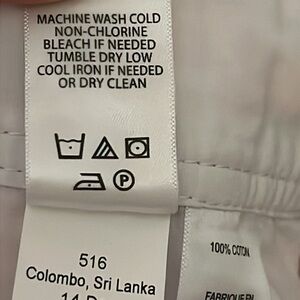 MACHINE WASH COLD
NON-CHLORINE
BLEACH IF NEEDED
TUMBLE DRY LOW
COOL IRON IF NEEDED
OR DRY CLEAN
P
516
Colombo, Sri Lanka
100% COTON